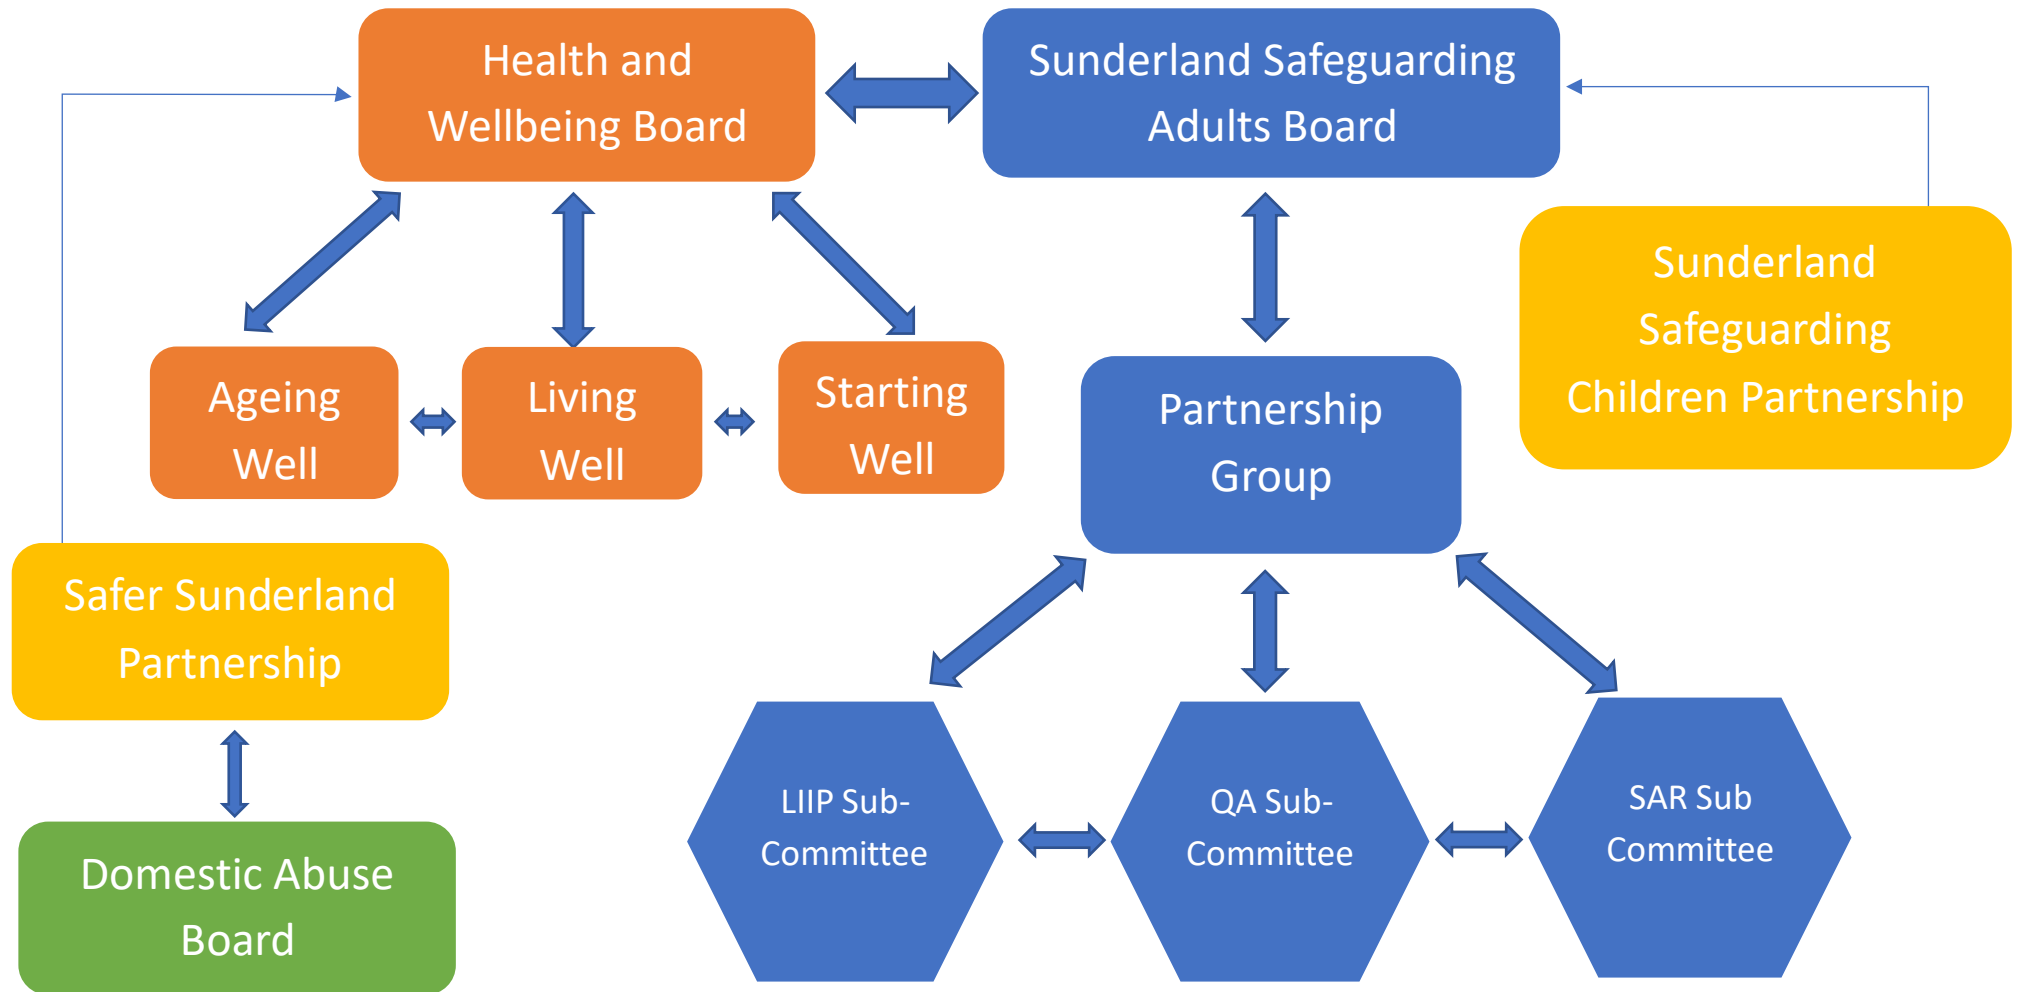 Health and
Wellbeing Board
Sunderland Safeguarding
Adults Board
Sunderland
Safeguarding
Children Partnership
Ageing
Well
Living
Well
Starting
Well
Partnership
Group
Safer Sunderland
Partnership
Domestic Abuse
Board
LIIP Sub-
Committee
QA Sub-
Committee
SAR Sub
Committee